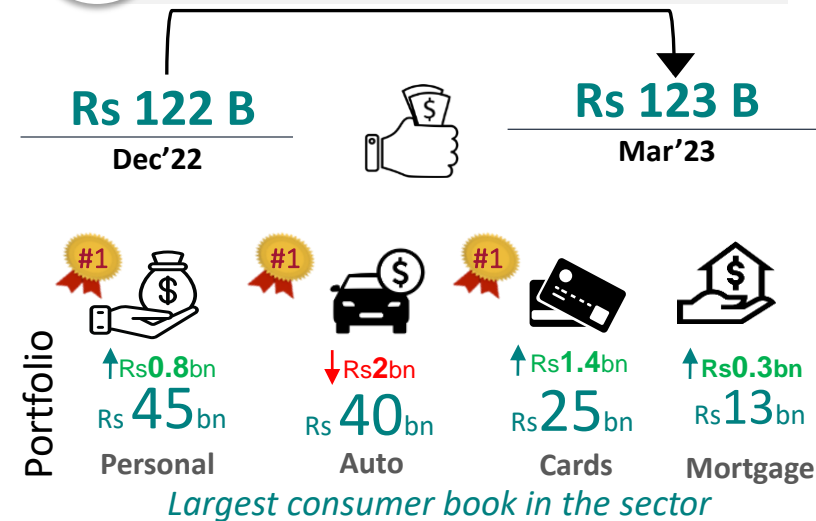 Rs 122 B
Dec'22
$
Rs 123 B
Mar'23
Portfolio
#1
$
Rs0.8bn
Rs 45bn
Personal
#1
$
Rs2bn
Rs 40bn
Auto
#1
Rs1.4bn
Rs25bn
Cards
$
Rs0.3bn
Rs13bn
Mortgage
Largest consumer book in the sector